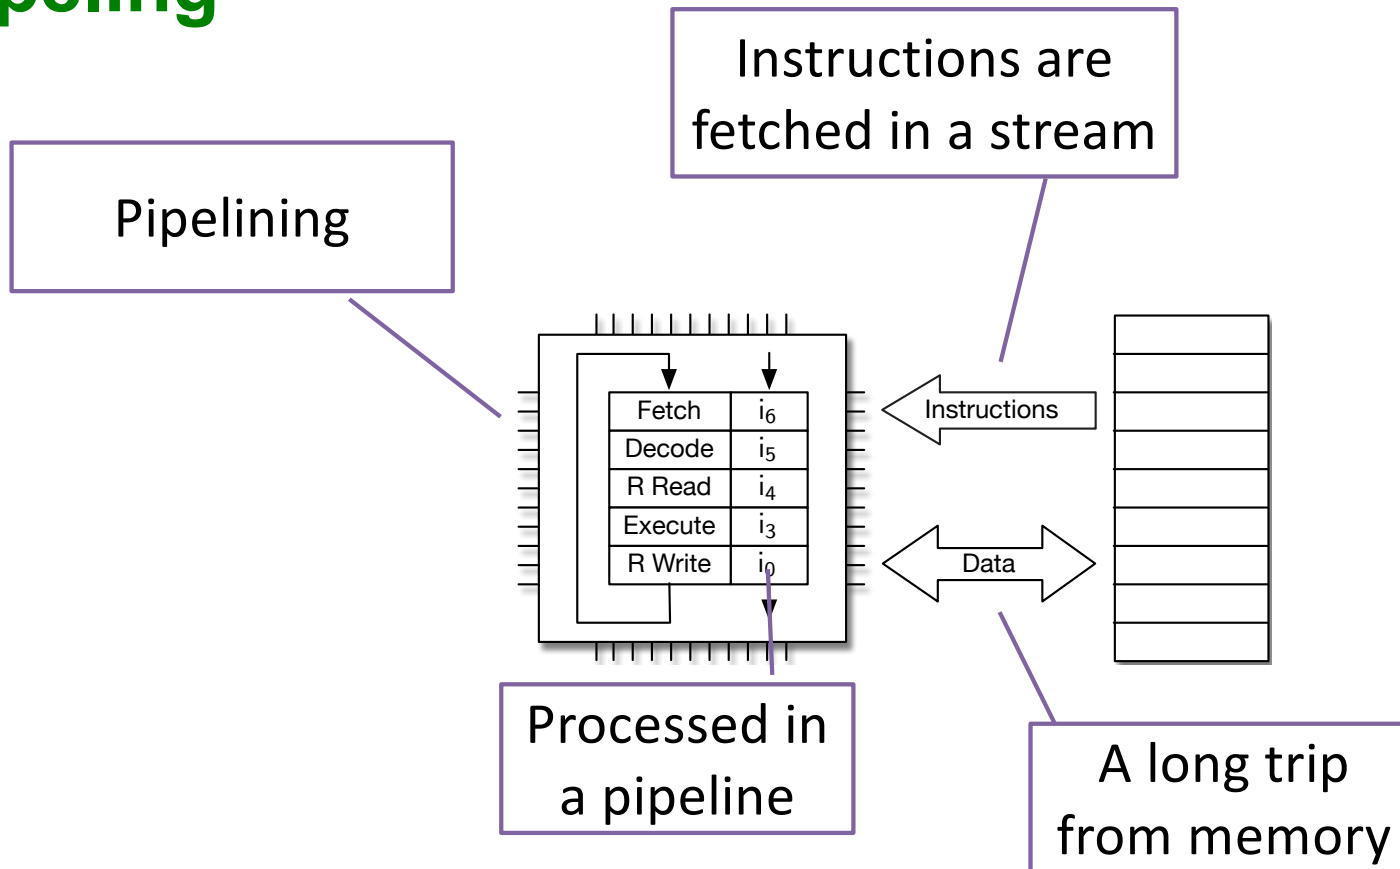 Instructions are
fetched in a stream
Pipelining
Fetch i₆
Decode i₅
R Read i₄
Execute i₃
R Write i₀
Instructions
Data
Processed in
a pipeline
A long trip
from memory